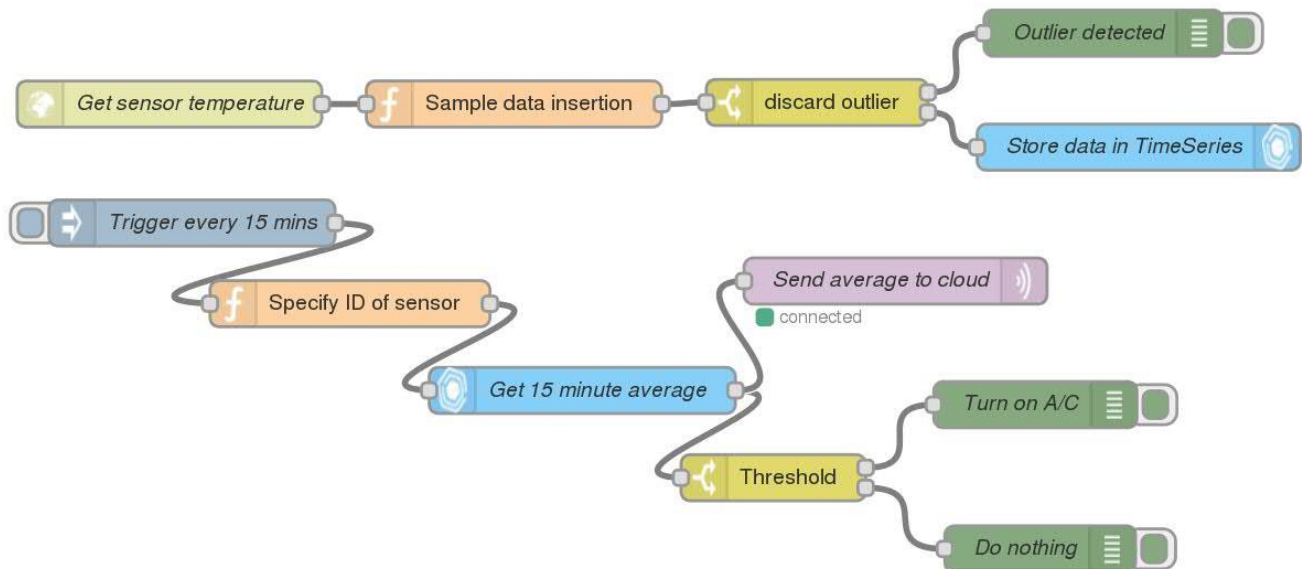 Outlier detected
Get sensor temperature
Sample data insertion
discard outlier
Store data in TimeSeries
Trigger every 15 mins
Send average to cloud
Specify ID of sensor
connected
Get 15 minute average
Turn on A/C
Threshold
Do nothing